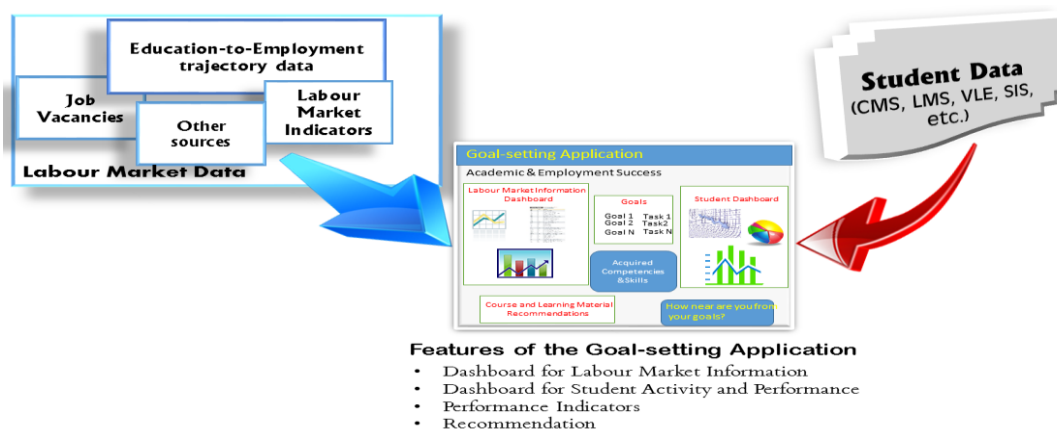 Education-to-Employment
trajectory data
Job
Vacancies
Other
sources
Labour
Market
Indicators
Labour Market Data
Student Data
(CMS, LMS, VLE, SIS,
etc.)
Goal-setting Application
Academic & Employment Success
Labour Market Information
Dashboard
Goals
Goal 1 Task 1
Goal 2 Task2
Goal N Task N
Student Dashboard
Acquired
Competencies
&Skills
Course and Learning Material
Recommendations
How near are you from
your goals?
Features of the Goal-setting Application
• Dashboard for Labour Market Information
• Dashboard for Student Activity and Performance
• Performance Indicators
• Recommendation